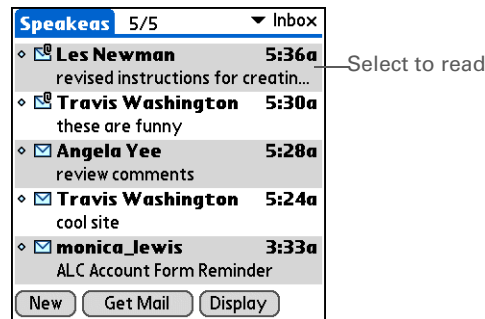 Speakeas 5/5 Inbox
Les Newman 5:36a
revised instructions for creatin...
Select to read
Travis Washington 5:30a
these are funny
Angela Yee 5:28a
review comments
Travis Washington 5:24a
cool site
monica_lewis 3:33a
ALC Account Form Reminder
New Get Mail Display